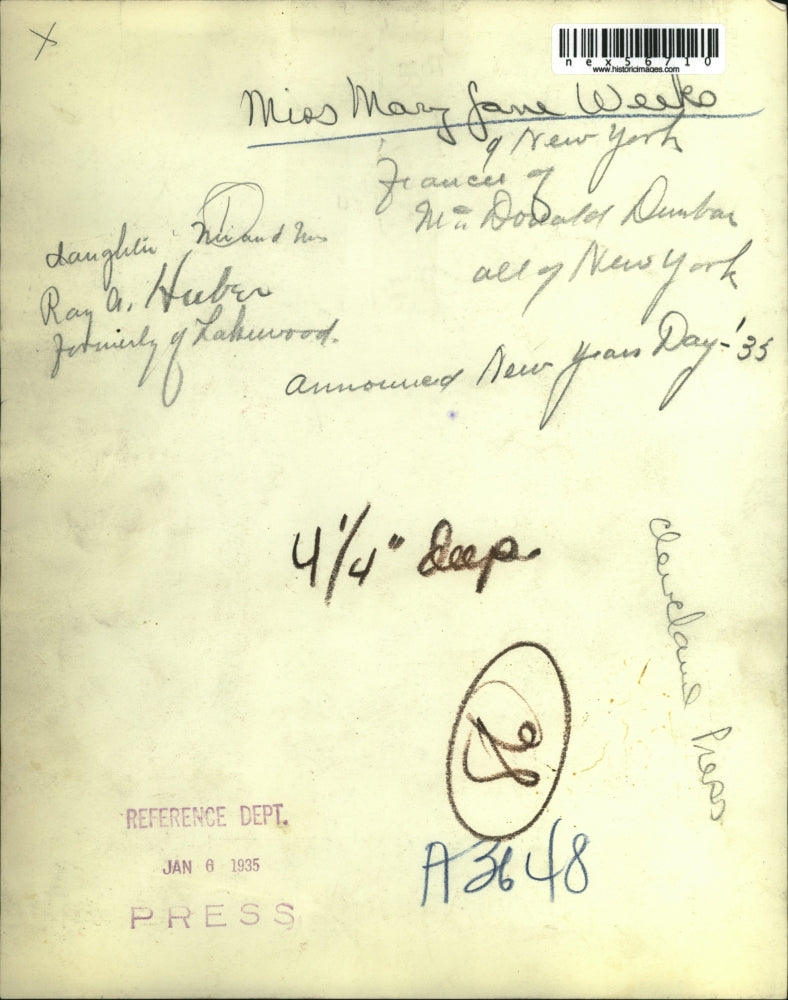 X
nex56710
www.historicimages.com
Miss Mary Jane Weeks
of New York
Francee of
Mr. Donald Dunbar
all of New York
daughter Mr and Mrs
Ray A. Huber
formerly of Lakewood.
announced New Years Day - '35
4 1/4" deep
Cleveland Press
REFERENCE DEPT.
JAN 6 1935
PRESS
A3648